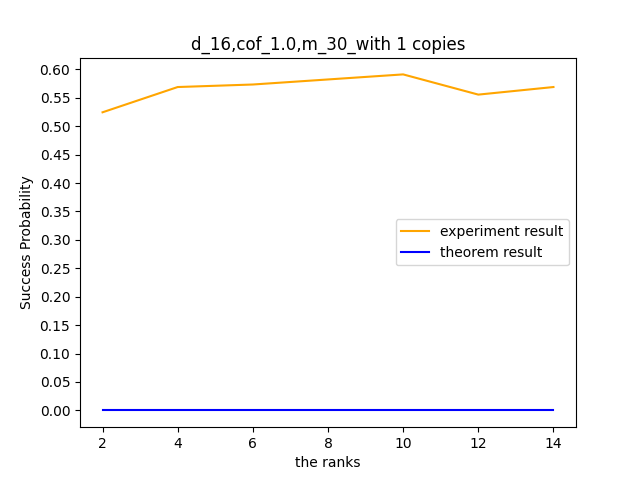 d_16,cof_1.0,m_30_with 1 copies
0.60
0.55
0.50
0.45
0.40
0.35
0.30
0.25
0.20
0.15
0.10
0.05
0.00
Success Probability
experiment result
theorem result
2 4 6 8 10 12 14
the ranks